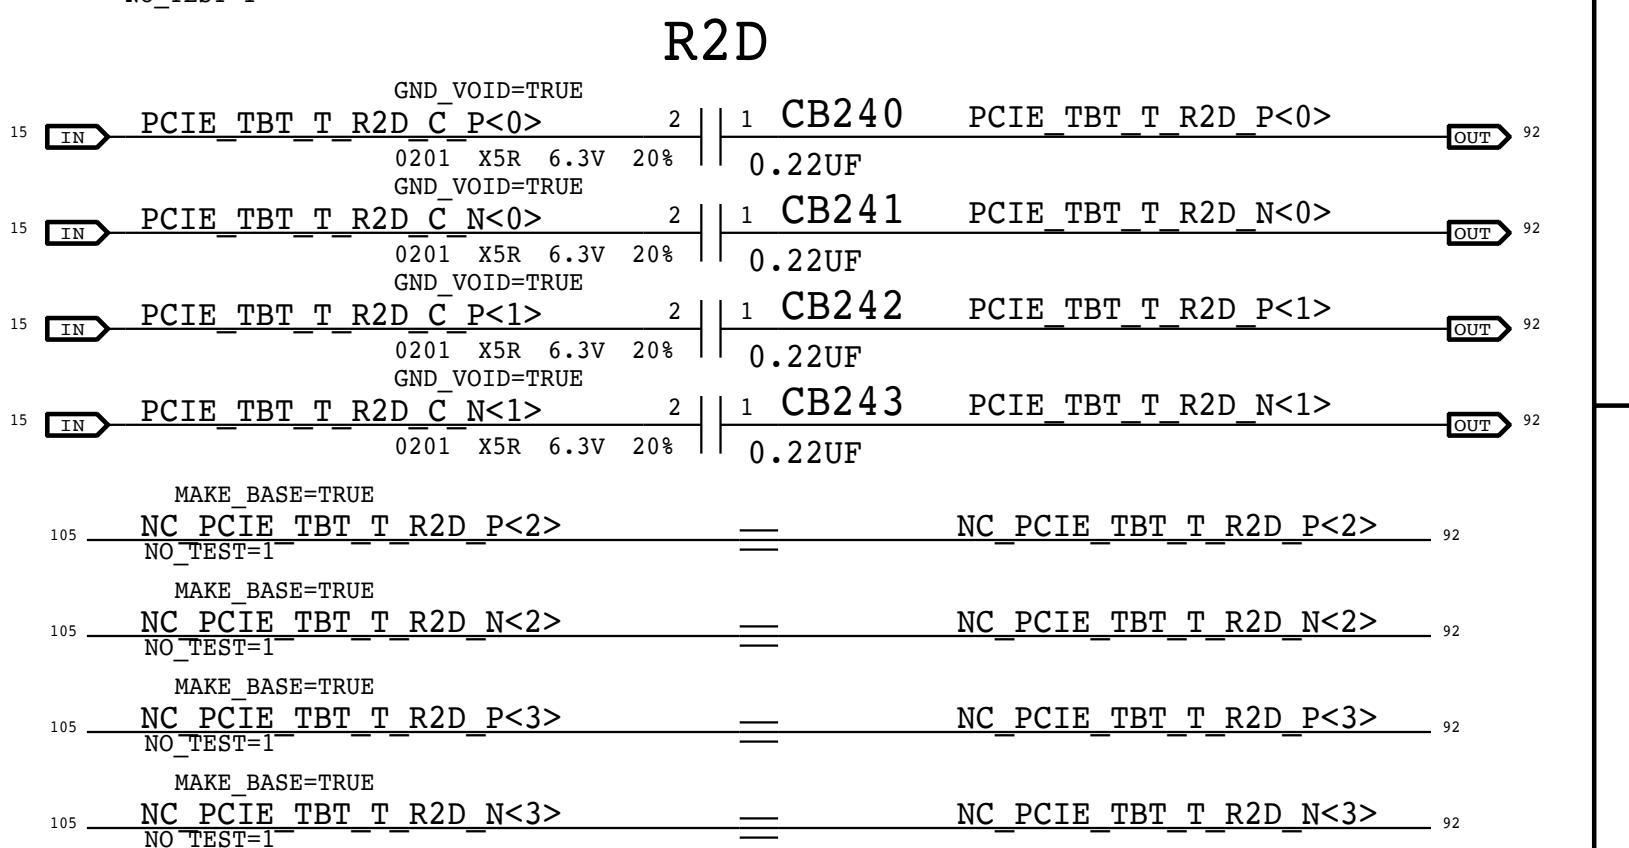 NO_TEST=1
R2D
GND_VOID=TRUE
15 IN PCIE_TBT_T_R2D_C_P<0> 2 1 CB240 PCIE_TBT_T_R2D_P<0> OUT 92
0201 X5R 6.3V 20% 0.22UF
GND_VOID=TRUE
15 IN PCIE_TBT_T_R2D_C_N<0> 2 1 CB241 PCIE_TBT_T_R2D_N<0> OUT 92
0201 X5R 6.3V 20% 0.22UF
GND_VOID=TRUE
15 IN PCIE_TBT_T_R2D_C_P<1> 2 1 CB242 PCIE_TBT_T_R2D_P<1> OUT 92
0201 X5R 6.3V 20% 0.22UF
GND_VOID=TRUE
15 IN PCIE_TBT_T_R2D_C_N<1> 2 1 CB243 PCIE_TBT_T_R2D_N<1> OUT 92
0201 X5R 6.3V 20% 0.22UF
MAKE_BASE=TRUE
105 NC_PCIE_TBT_T_R2D_P<2> NC_PCIE_TBT_T_R2D_P<2> 92
NO_TEST=1
MAKE_BASE=TRUE
105 NC_PCIE_TBT_T_R2D_N<2> NC_PCIE_TBT_T_R2D_N<2> 92
NO_TEST=1
MAKE_BASE=TRUE
105 NC_PCIE_TBT_T_R2D_P<3> NC_PCIE_TBT_T_R2D_P<3> 92
NO_TEST=1
MAKE_BASE=TRUE
105 NC_PCIE_TBT_T_R2D_N<3> NC_PCIE_TBT_T_R2D_N<3> 92
NO_TEST=1